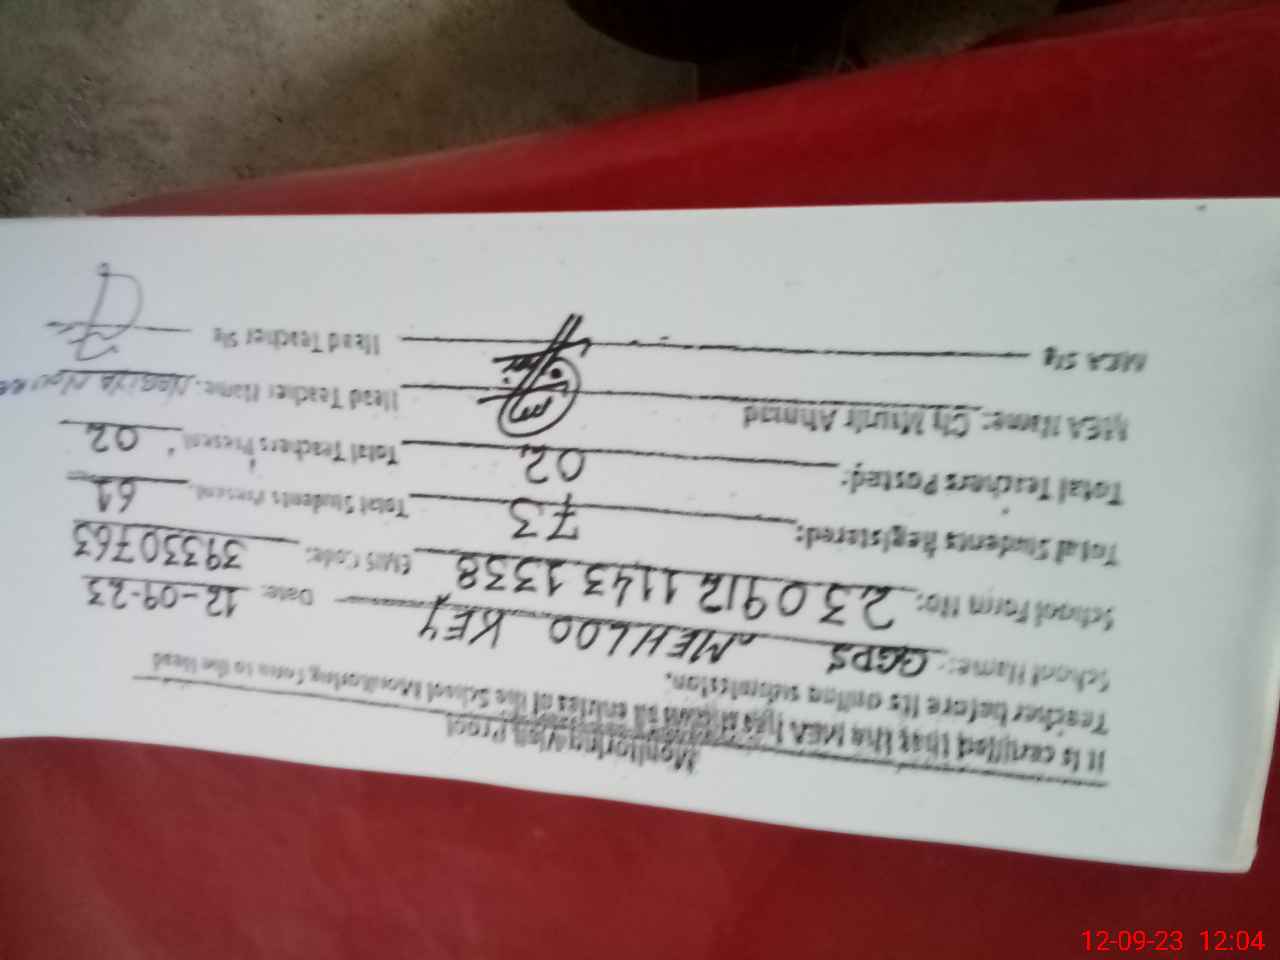 Monitoring Visit Proof
It is certified that the MEA has shown all entries of the School Monitoring Form to the Head
Teacher before its online submission.
School Name: GGPS MEHLOO KEY Date: 12-09-23
School Form No: 2309121143 1338 EMIS Code: 39330763
Total Students Registered: 73 Total Students Present: 61
Total Teachers Posted: 02 Total Teachers Present 02
MEA Name: Ch Munir Ahmad Head Teacher Name:
MEA Sig Head Teacher Sig
12-09-23 12:04